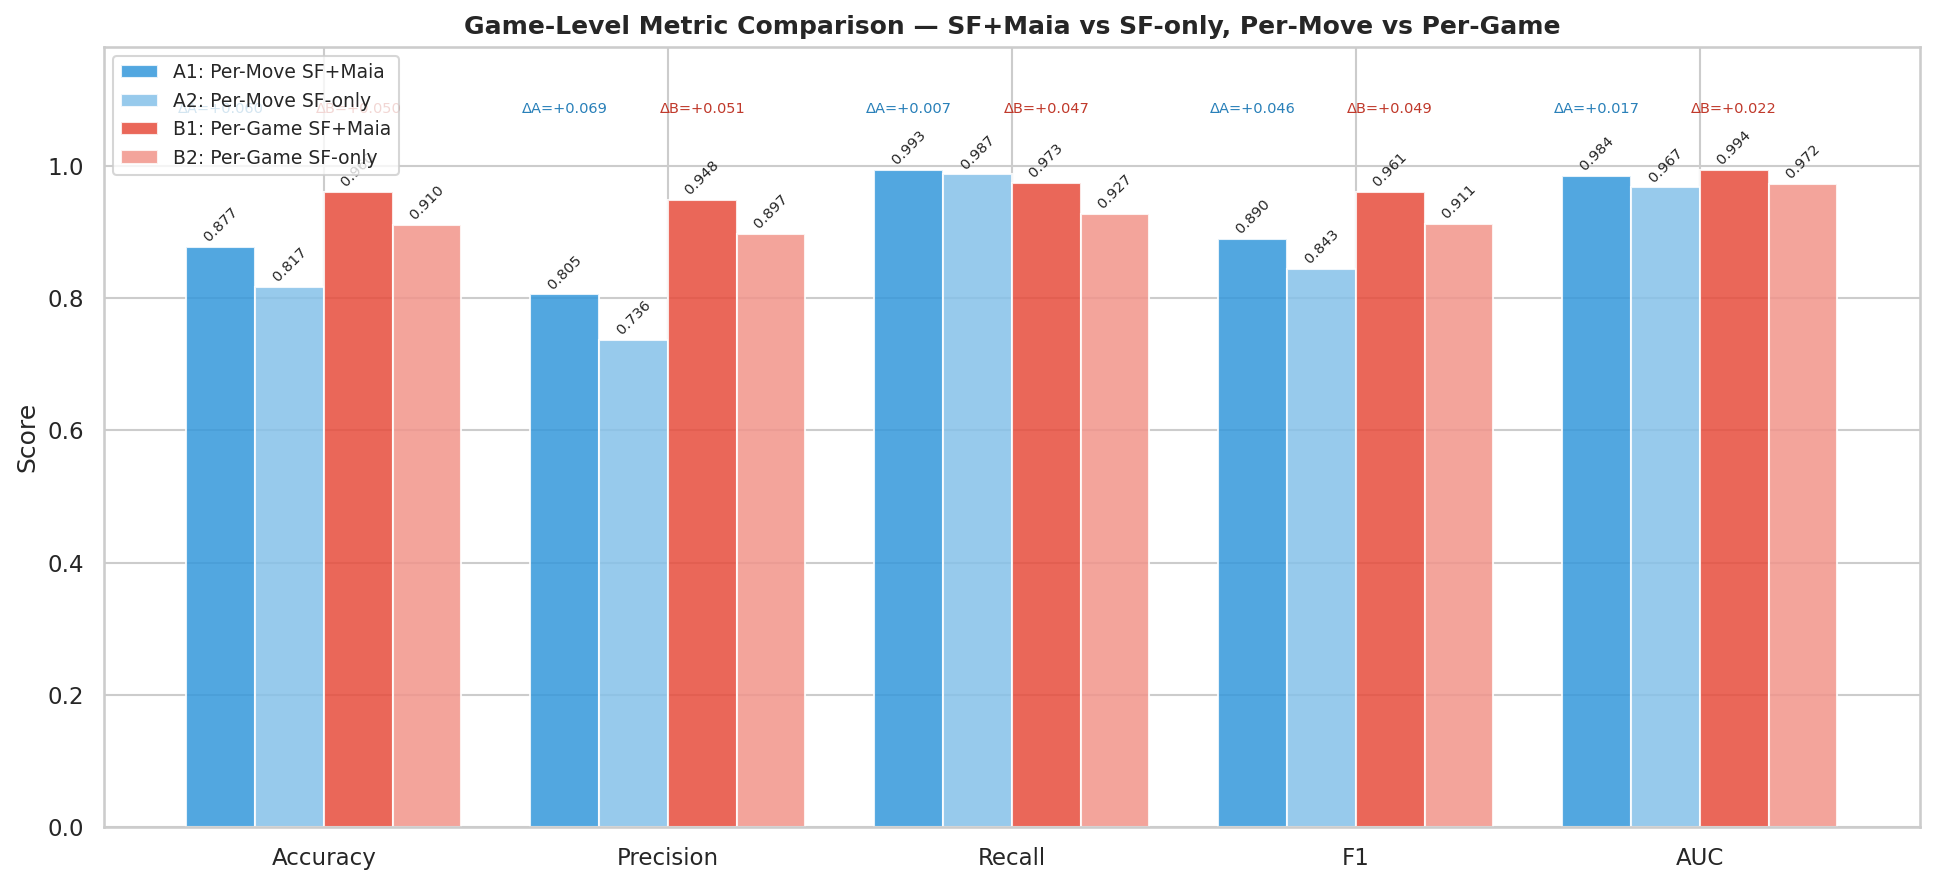 Game-Level Metric Comparison — SF+Maia vs SF-only, Per-Move vs Per-Game
A1: Per-Move SF+Maia
A2: Per-Move SF-only
B1: Per-Game SF+Maia
B2: Per-Game SF-only
ΔA=+0.060 ΔB=+0.050
ΔA=+0.069 ΔB=+0.051
ΔA=+0.007 ΔB=+0.047
ΔA=+0.046 ΔB=+0.049
ΔA=+0.017 ΔB=+0.022
Score
1.0
0.8
0.6
0.4
0.2
0.0
0.877 0.817 0.910
0.805 0.736 0.948 0.897
0.993 0.987 0.973 0.927
0.890 0.843 0.961 0.911
0.984 0.967 0.994 0.972
Accuracy Precision Recall F1 AUC